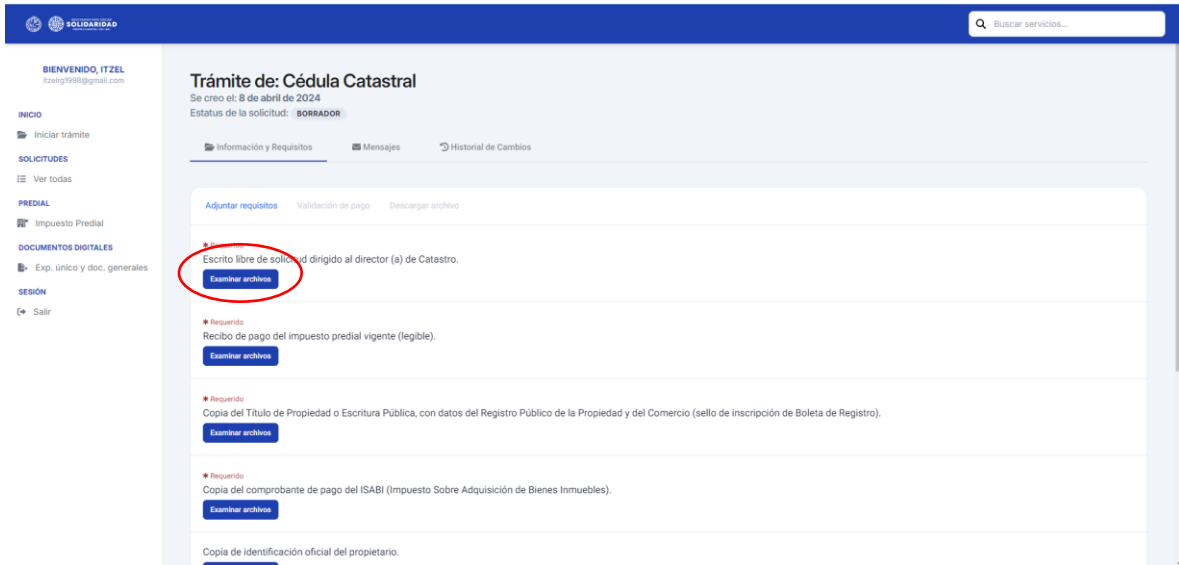 SOLIDARIDAD
Buscar servicios...
BIENVENIDO, ITZEL
itzelrg1998@gmail.com
INICIO
Iniciar trámite
SOLICITUDES
Ver todas
PREDIAL
Impuesto Predial
DOCUMENTOS DIGITALES
Exp. único y doc. generales
SESIÓN
Salir
Trámite de: Cédula Catastral
Se creo el: 8 de abril de 2024
Estatus de la solicitud: BORRADOR
Información y Requisitos Mensajes Historial de Cambios
Adjuntar requisitos Validación de pago Descargar archivo
* Requerido
Escrito libre de solicitud dirigido al director (a) de Catastro.
Examinar archivos
* Requerido
Recibo de pago del impuesto predial vigente (legible).
Examinar archivos
* Requerido
Copia del Título de Propiedad o Escritura Pública, con datos del Registro Público de la Propiedad y del Comercio (sello de inscripción de Boleta de Registro).
Examinar archivos
* Requerido
Copia del comprobante de pago del ISABI (Impuesto Sobre Adquisición de Bienes Inmuebles).
Examinar archivos
Copia de identificación oficial del propietario.